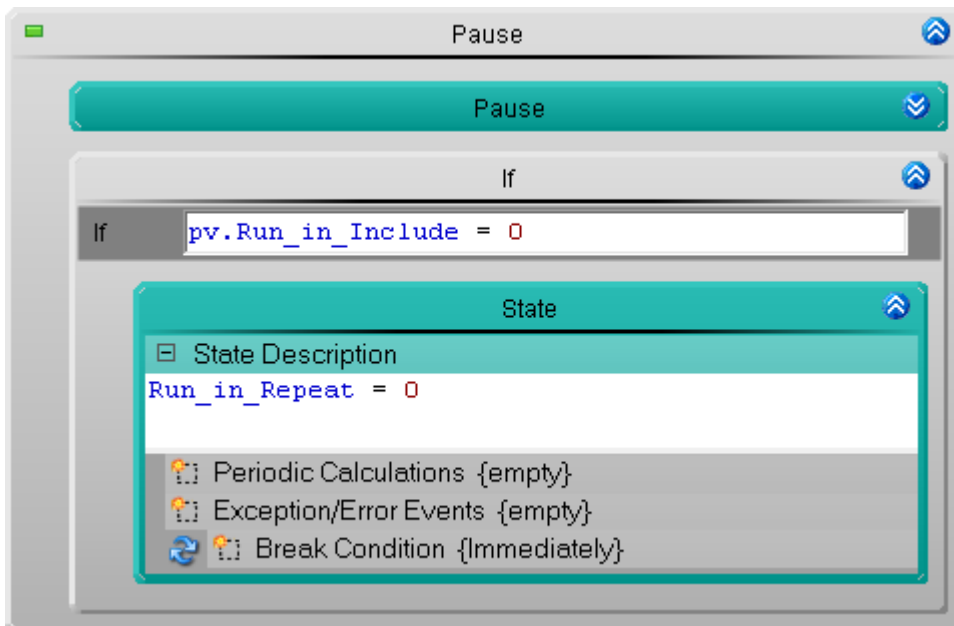 Pause
Pause
If
If pv.Run_in_Include = 0
State
State Description
Run_in_Repeat = 0
Periodic Calculations {empty}
Exception/Error Events {empty}
Break Condition {Immediately}